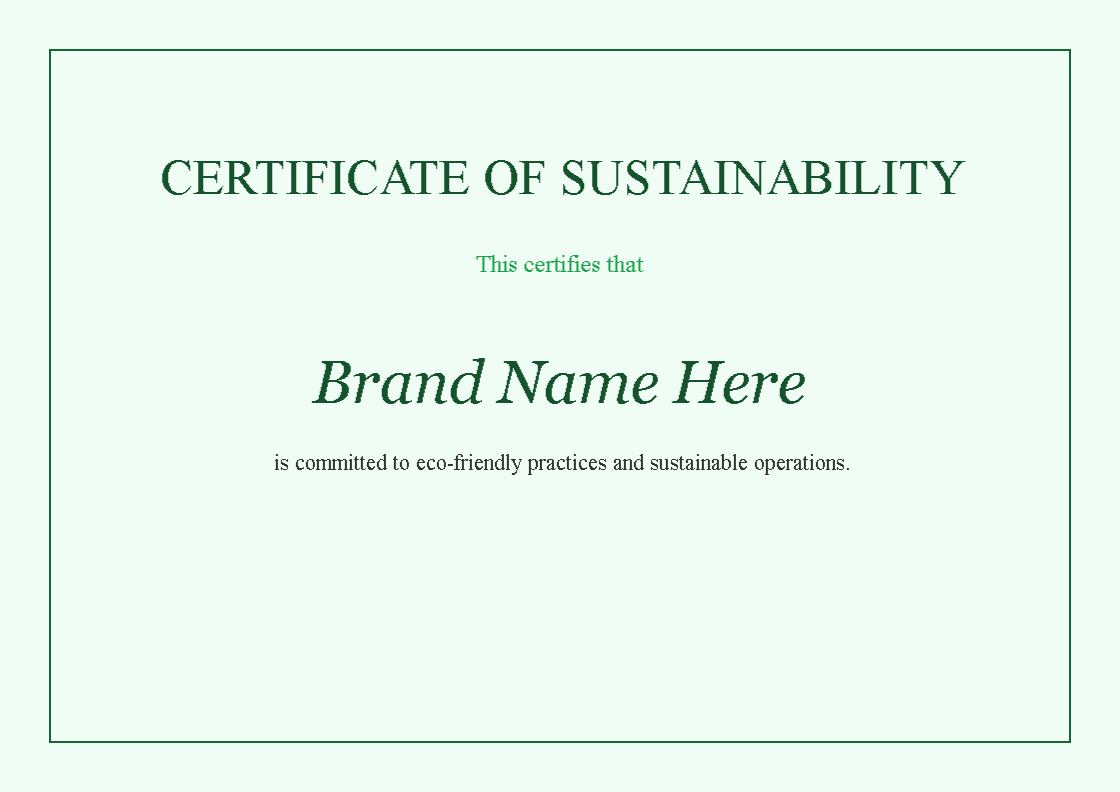 CERTIFICATE OF SUSTAINABILITY
This certifies that
Brand Name Here
is committed to eco-friendly practices and sustainable operations.